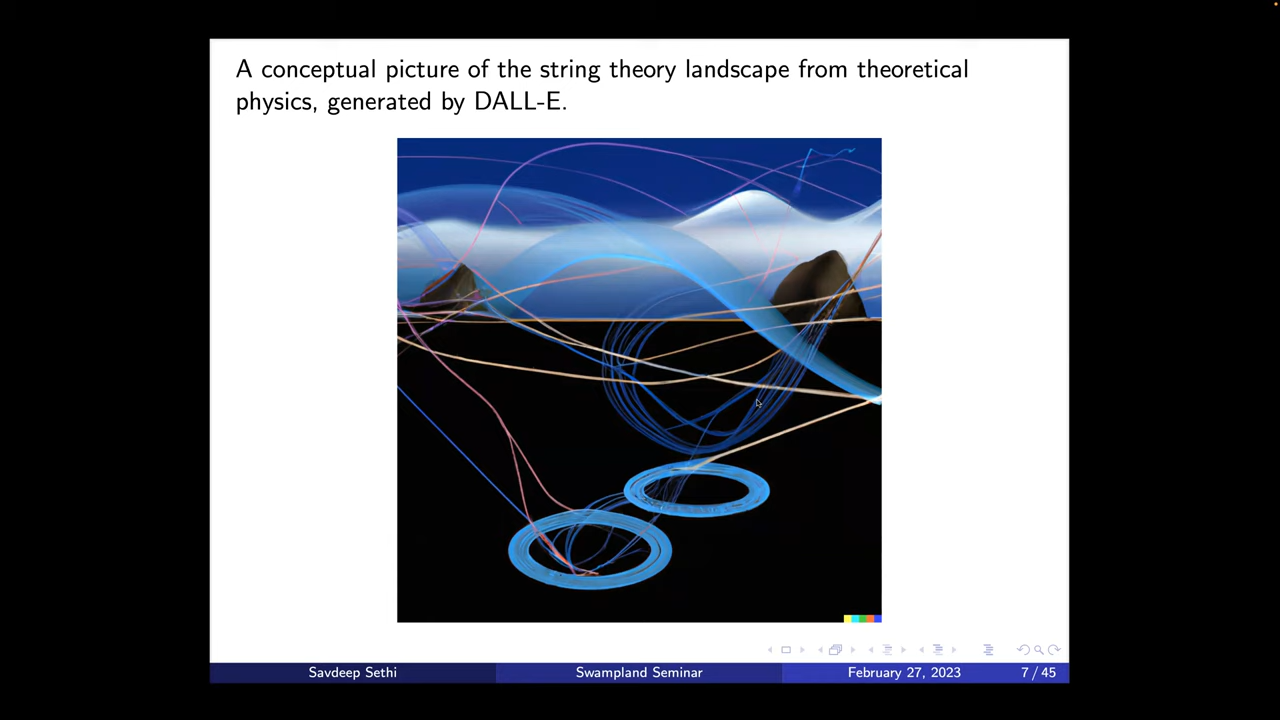 A conceptual picture of the string theory landscape from theoretical
physics, generated by DALL-E.
Savdeep Sethi
Swampland Seminar
February 27, 2023
7 / 45